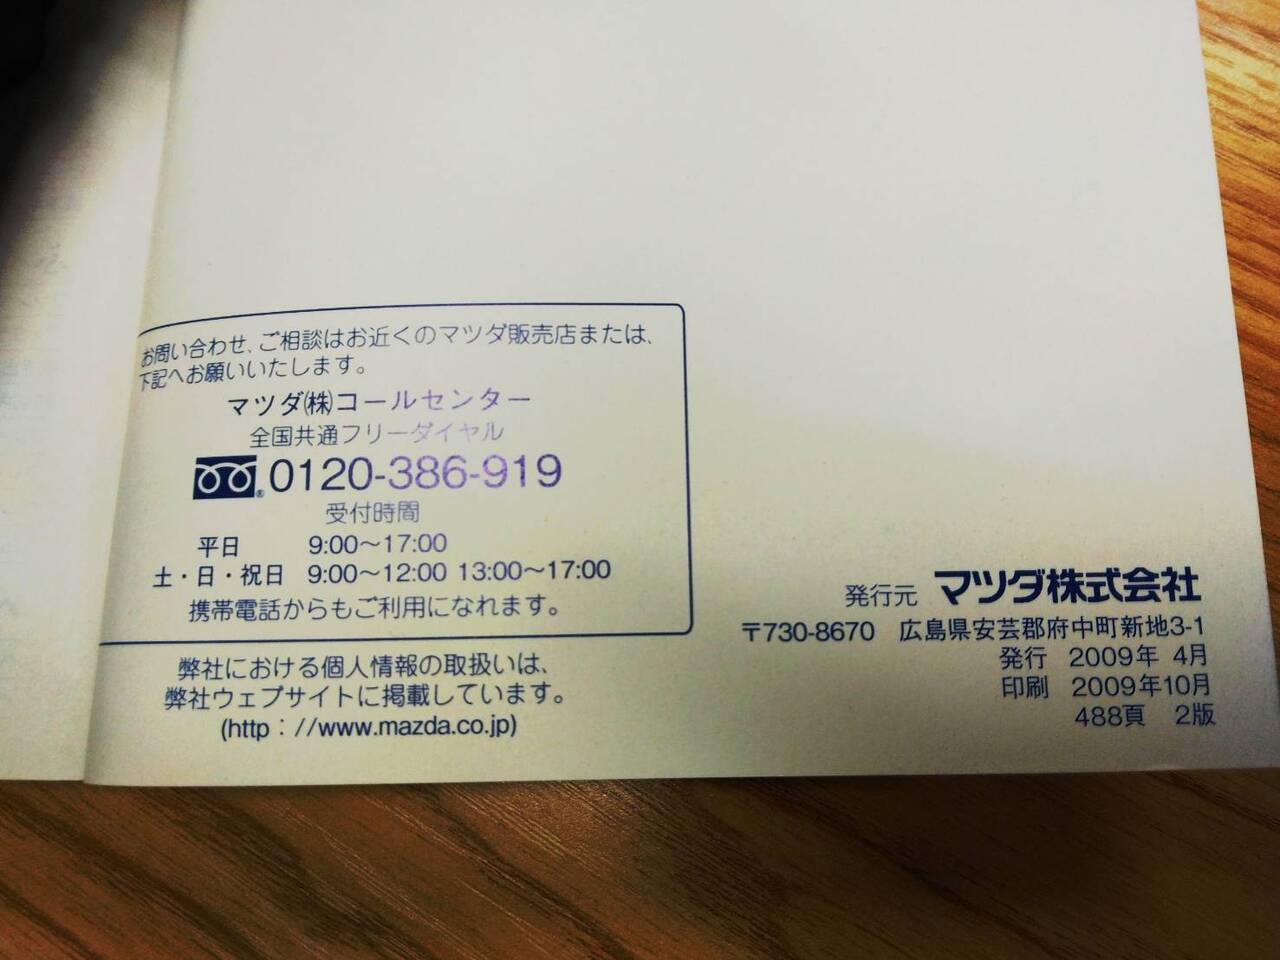 お問い合わせ、ご相談はお近くのマツダ販売店または、
下記へお願いいたします。
マツダ(株)コールセンター
全国共通フリーダイヤル
0120-386-919
受付時間
平日 9:00～17:00
土・日・祝日 9:00～12:00 13:00～17:00
携帯電話からもご利用になれます。
弊社における個人情報の取扱いは、
弊社ウェブサイトに掲載しています。
(http：//www.mazda.co.jp)
発行元 マツダ株式会社
〒730-8670 広島県安芸郡府中町新地3-1
発行 2009年 4月
印刷 2009年10月
488頁 2版